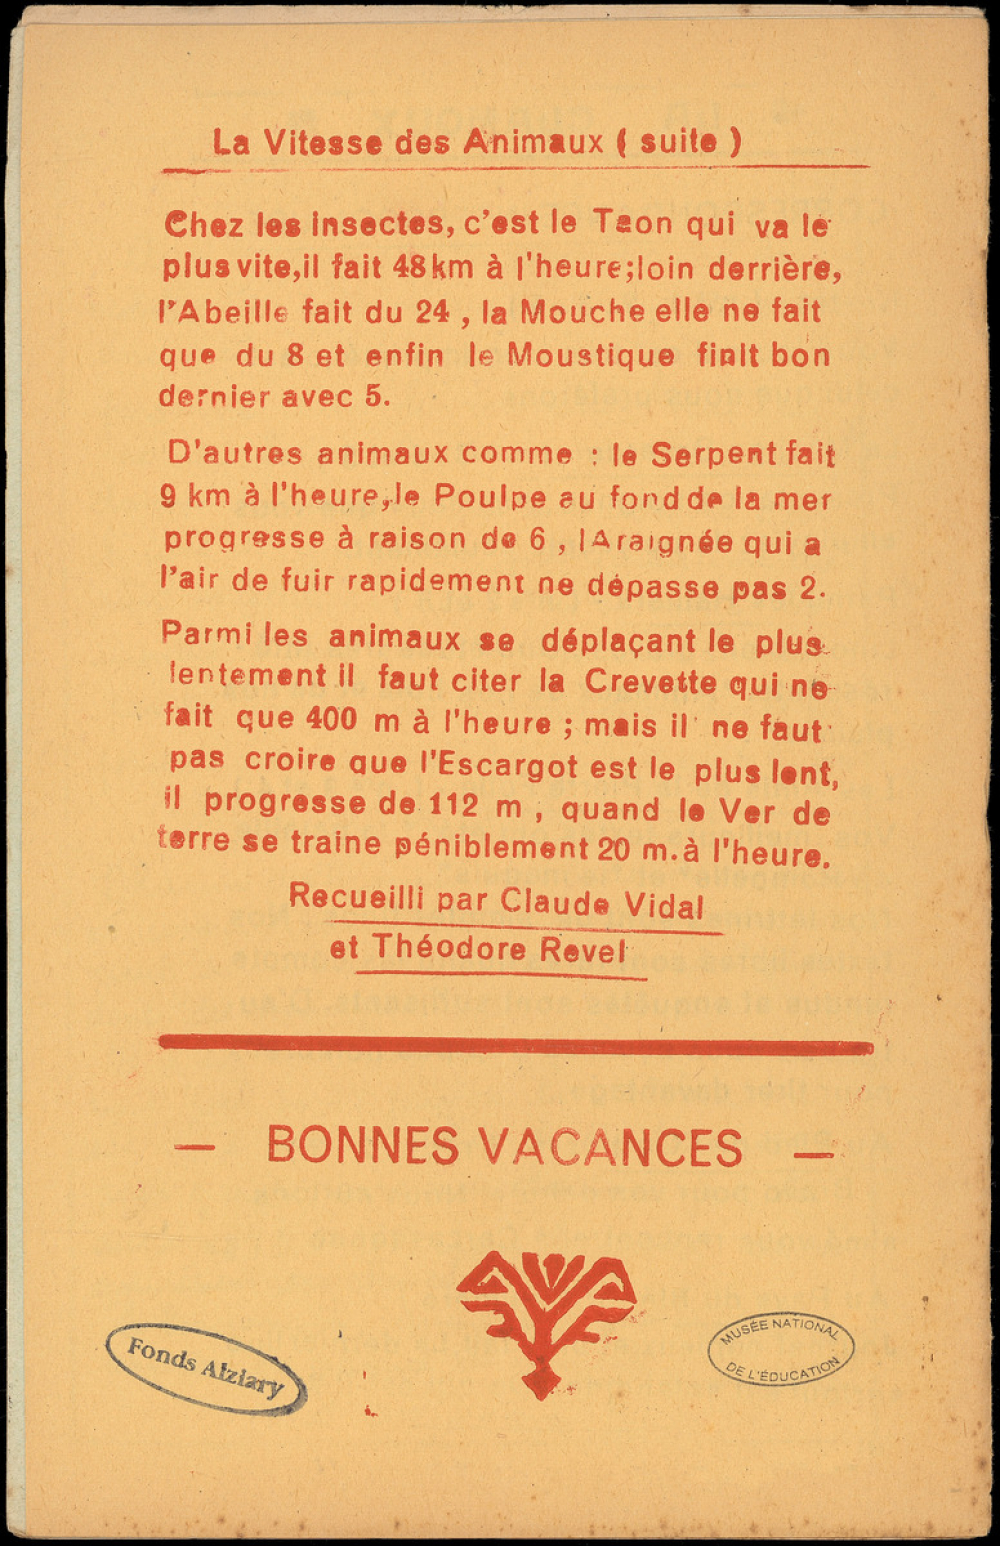 La Vitesse des Animaux ( suite )
Chez les Insectes, c'est le Taon qui va le
plus vite,il fait 48 km à l'heure;loin derrière,
l'Abeille fait du 24 , la Mouche elle ne fait
que du 8 et enfin le Moustique finit bon
dernier avec 5.
D'autres animaux comme : le Serpent fait
9 km à l'heure,le Poulpe au fond de la mer
progresse à raison de 6 , lAraignée qui a
l'air de fuir rapidement ne dépasse pas 2.
Parmi les animaux se déplaçant le plus
lentement il faut citer la Crevette qui ne
fait que 400 m à l'heure ; mais il ne faut
pas croire que l'Escargot est le plus lent,
il progresse de 112 m , quand le Ver de
terre se traine péniblement 20 m.à l'heure.
Recueilli par Claude Vidal
et Théodore Revel
— BONNES VACANCES —
Fonds Alziary
MUSÉE NATIONAL
DE L'ÉDUCATION